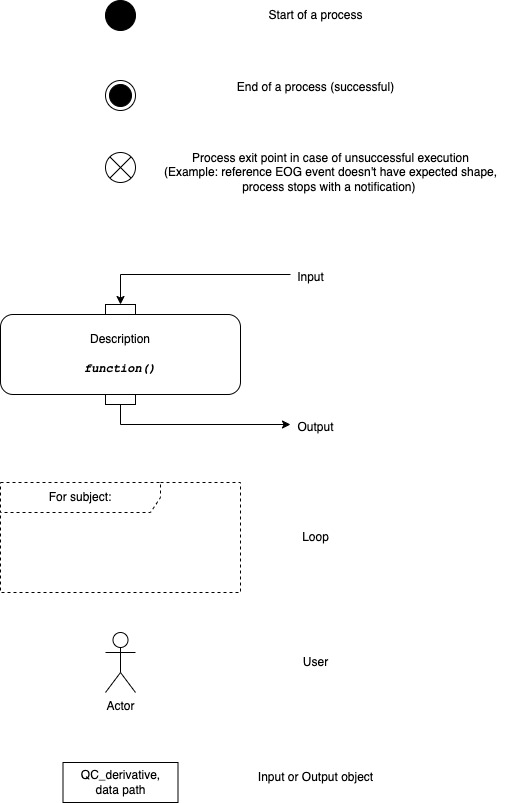 Start of a process
End of a process (successful)
Process exit point in case of unsuccessful execution
(Example: reference EOG event doesn't have expected shape,
process stops with a notification)
Input
Description
function()
Output
For subject:
Loop
User
Actor
QC_derivative,
data path
Input or Output object